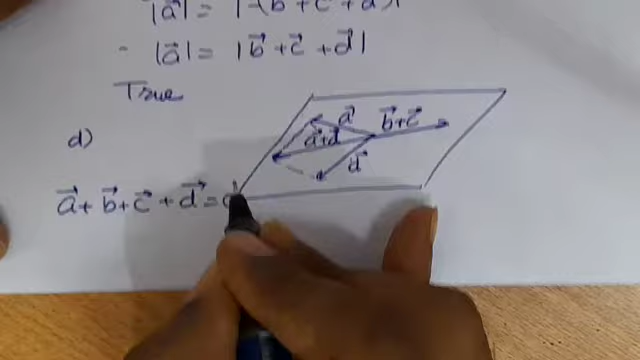 |a⃗| = |-(b⃗ + c⃗ + d⃗)|
|a⃗| = |b⃗ + c⃗ + d⃗|
True
d)
a⃗
b⃗+c⃗
a⃗+d⃗
d⃗
a⃗+ b⃗+c⃗ + d⃗ =